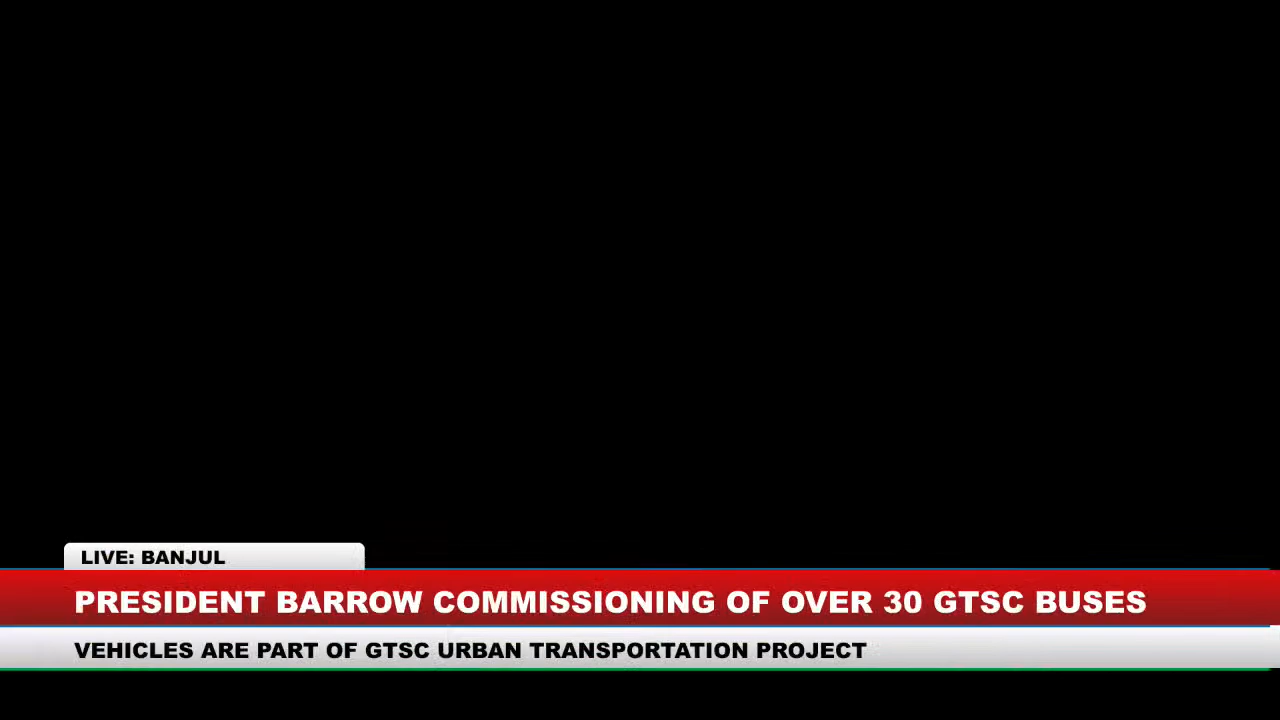 LIVE: BANJUL
PRESIDENT BARROW COMMISSIONING OF OVER 30 GTSC BUSES
VEHICLES ARE PART OF GTSC URBAN TRANSPORTATION PROJECT